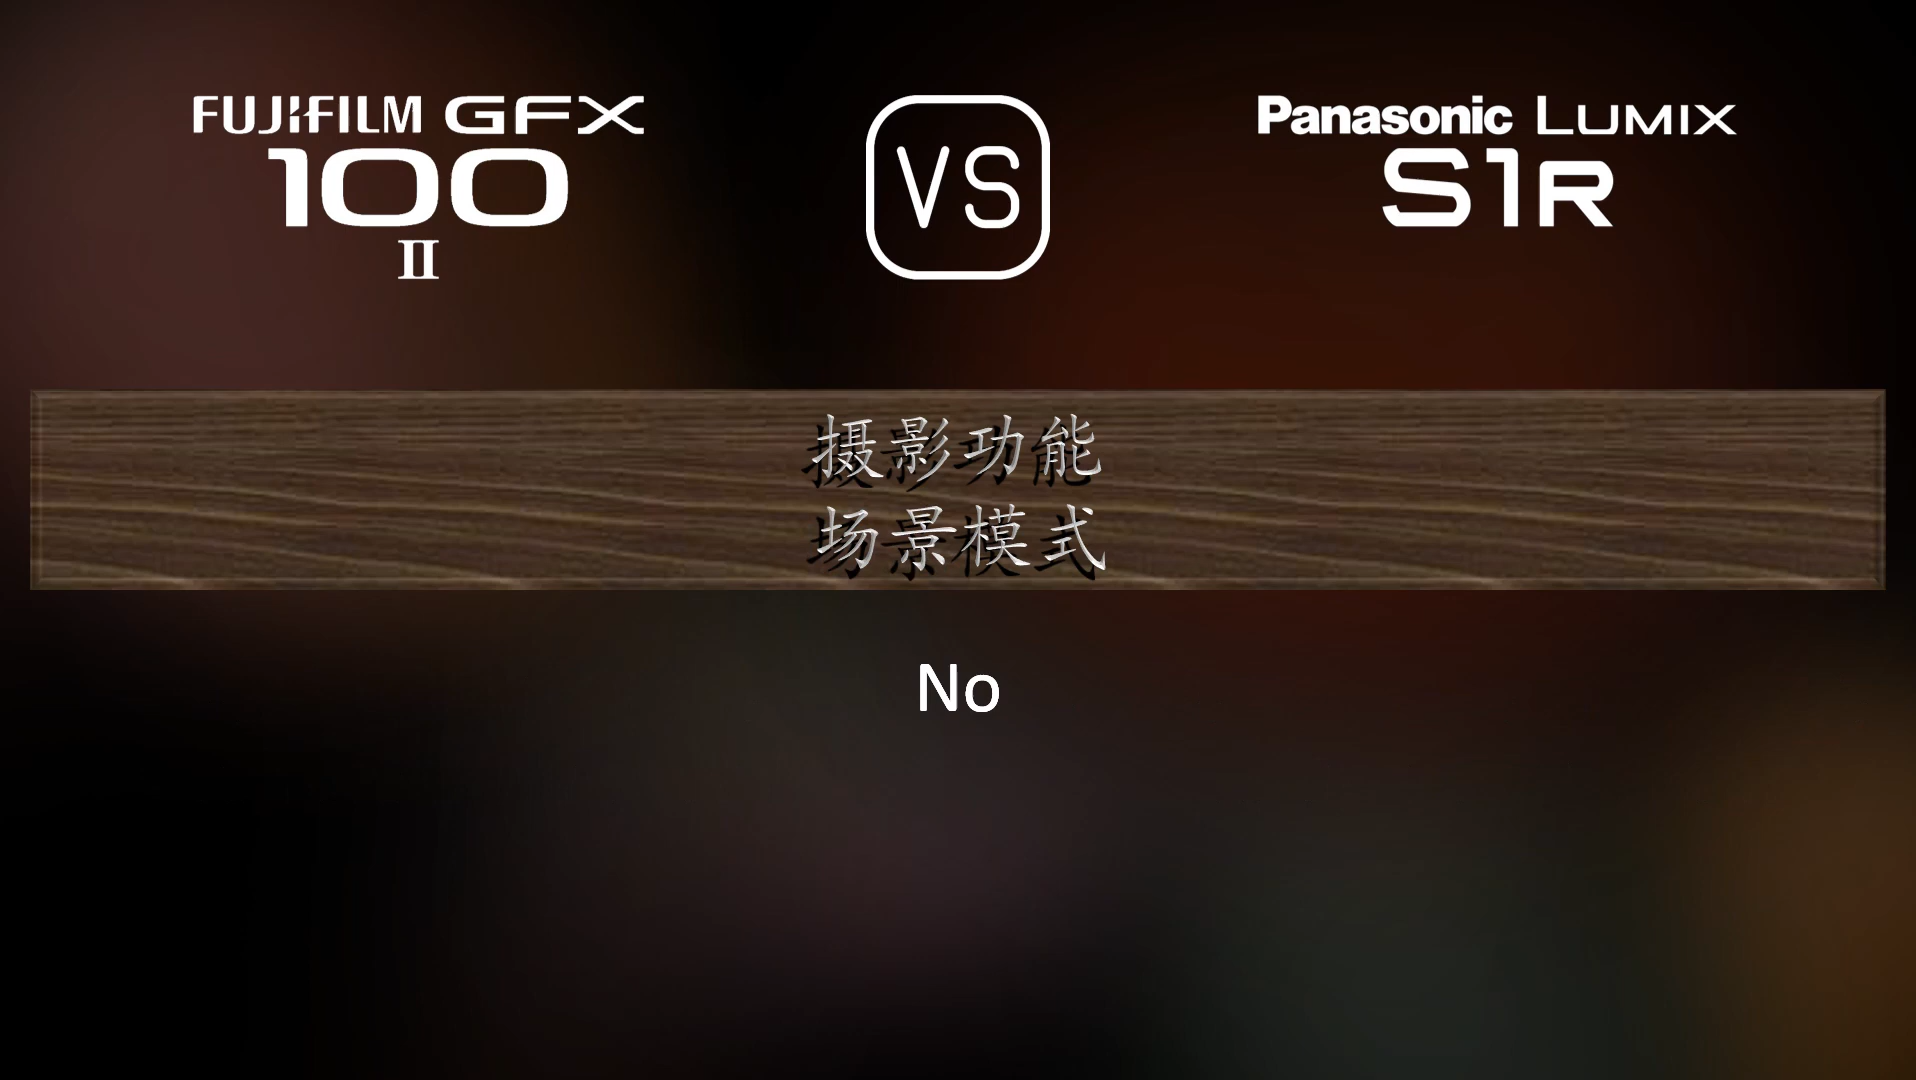 FUJIFILM GFX
100
II
VS
Panasonic LUMIX
S1R
摄影功能
场景模式
No